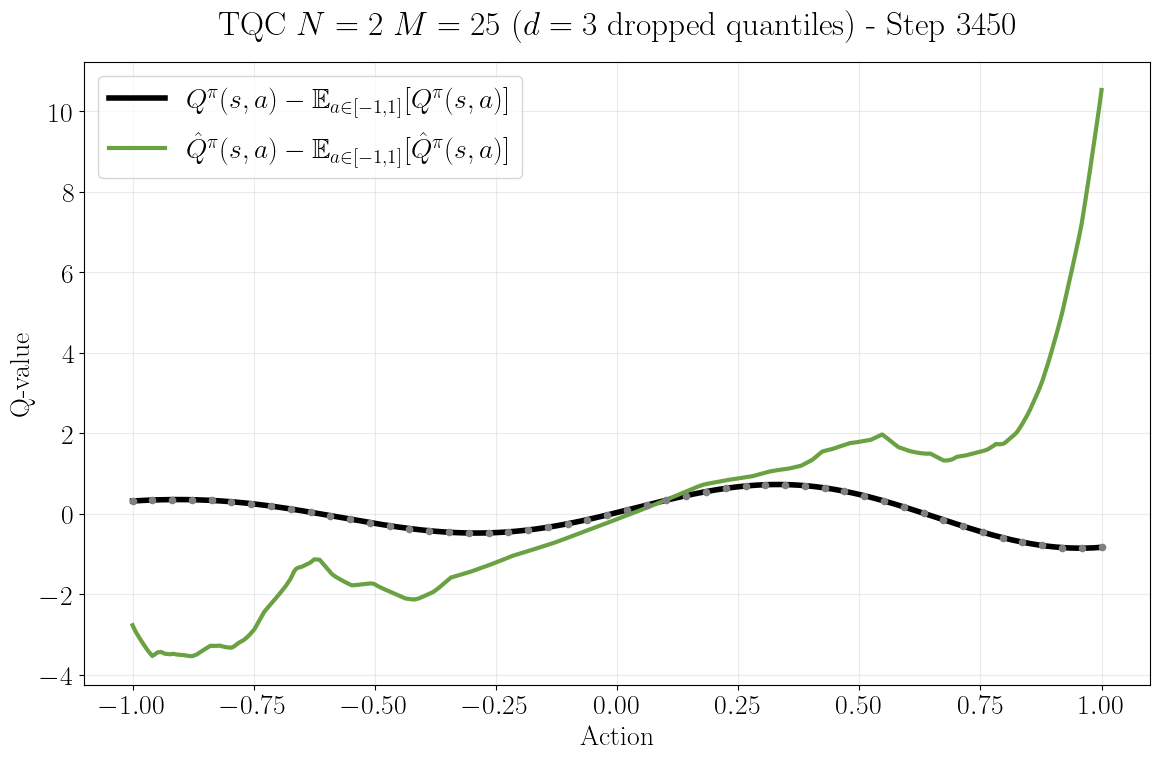 TQC N = 2 M = 25 (d = 3 dropped quantiles) - Step 3450
Q^π(s, a) − 𝔼_{a∈[−1,1]}[Q^π(s, a)]
Q̂^π(s, a) − 𝔼_{a∈[−1,1]}[Q̂^π(s, a)]
10
8
6
4
2
0
−2
−4
Q-value
−1.00 −0.75 −0.50 −0.25 0.00 0.25 0.50 0.75 1.00
Action